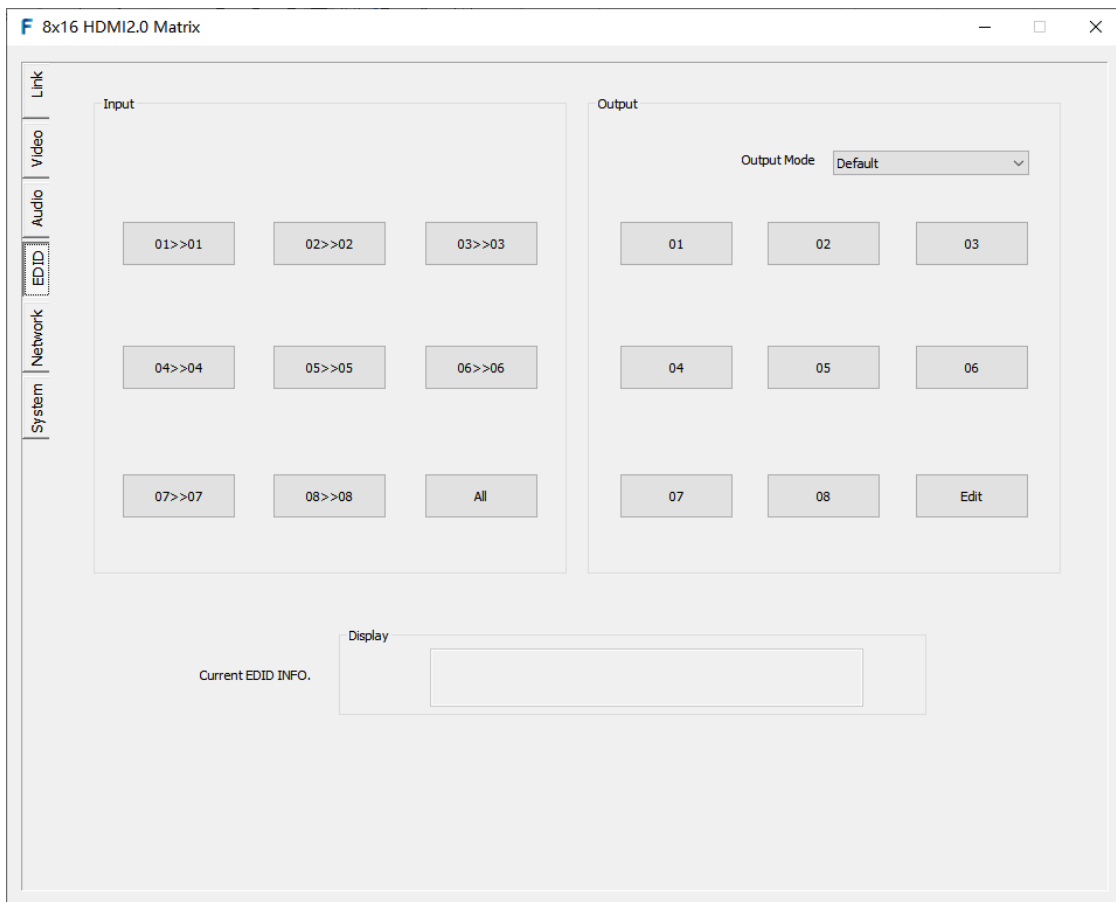 F 8x16 HDMI2.0 Matrix
Link
Video
Audio
EDID
Network
System
Input
01>>01 02>>02 03>>03
04>>04 05>>05 06>>06
07>>07 08>>08 All
Output
Output Mode Default
01 02 03
04 05 06
07 08 Edit
Display
Current EDID INFO.